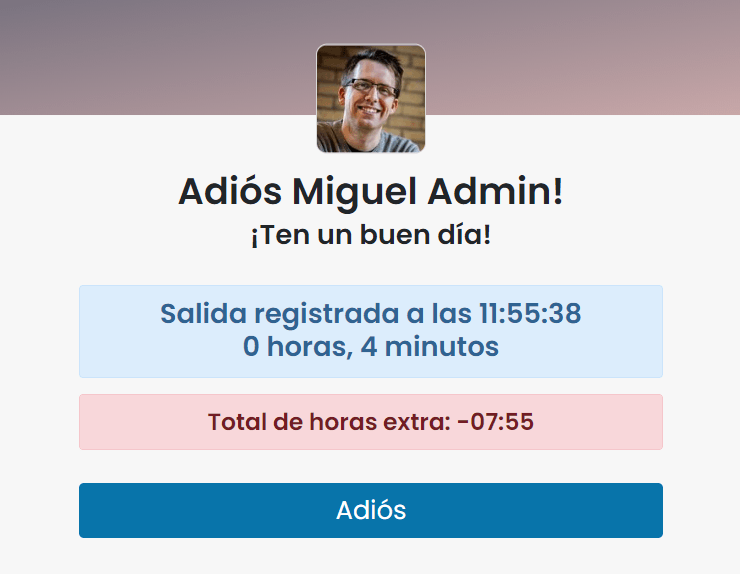 Adiós Miguel Admin!
¡Ten un buen día!
Salida registrada a las 11:55:38
0 horas, 4 minutos
Total de horas extra: -07:55
Adiós